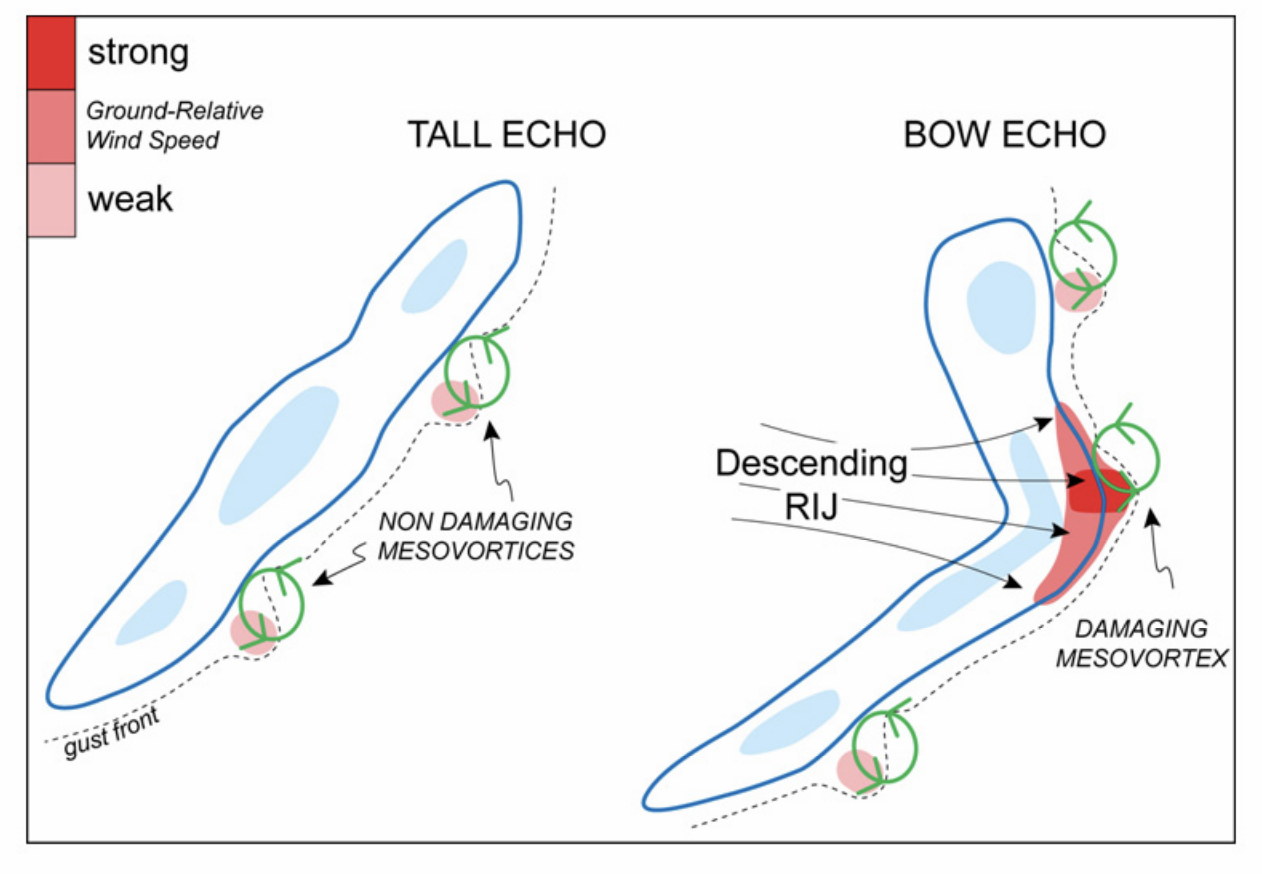 strong
Ground-Relative
Wind Speed
weak
TALL ECHO
BOW ECHO
Descending
RIJ
NON DAMAGING
MESOVORTICES
DAMAGING
MESOVORTEX
gust front